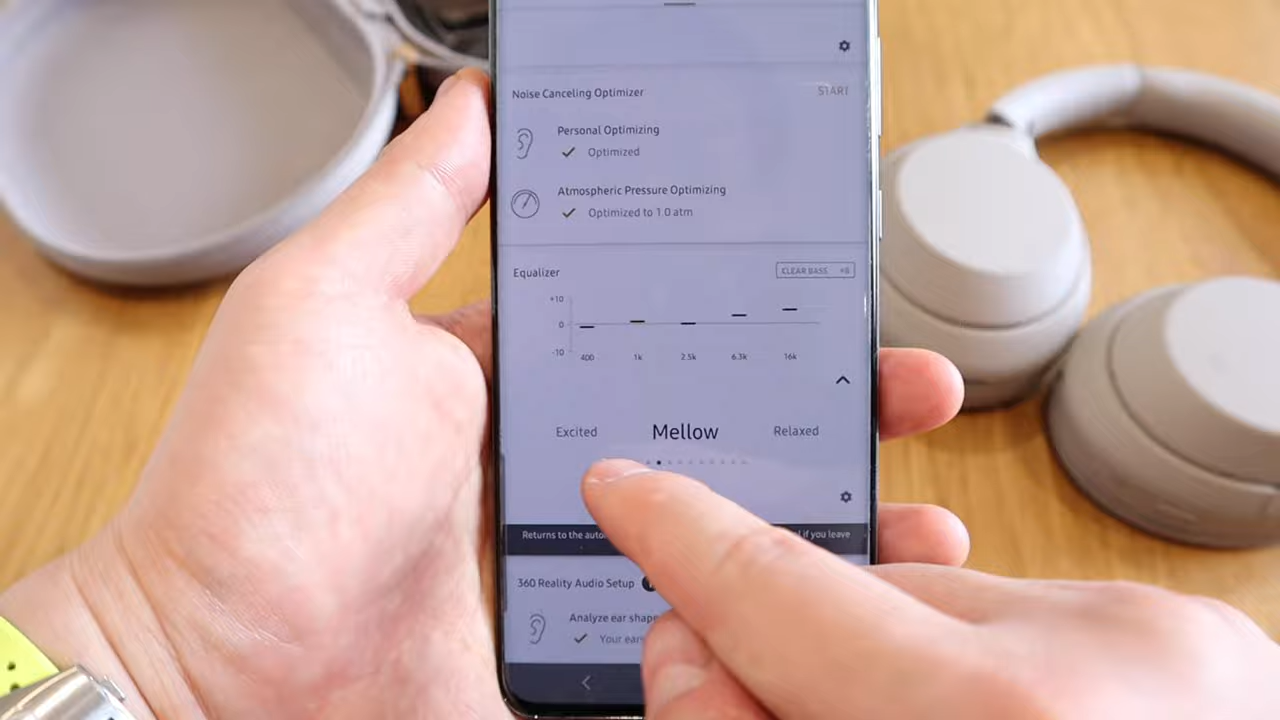 Noise Canceling Optimizer START
Personal Optimizing
Optimized
Atmospheric Pressure Optimizing
Optimized to 1.0 atm
Equalizer
CLEAR BASS
+10
0
-10
400 1k 2.5k 6.3k 16k
Excited Mellow Relaxed
Returns to the if you leave
360 Reality Audio Setup
Analyze ear shape
Your